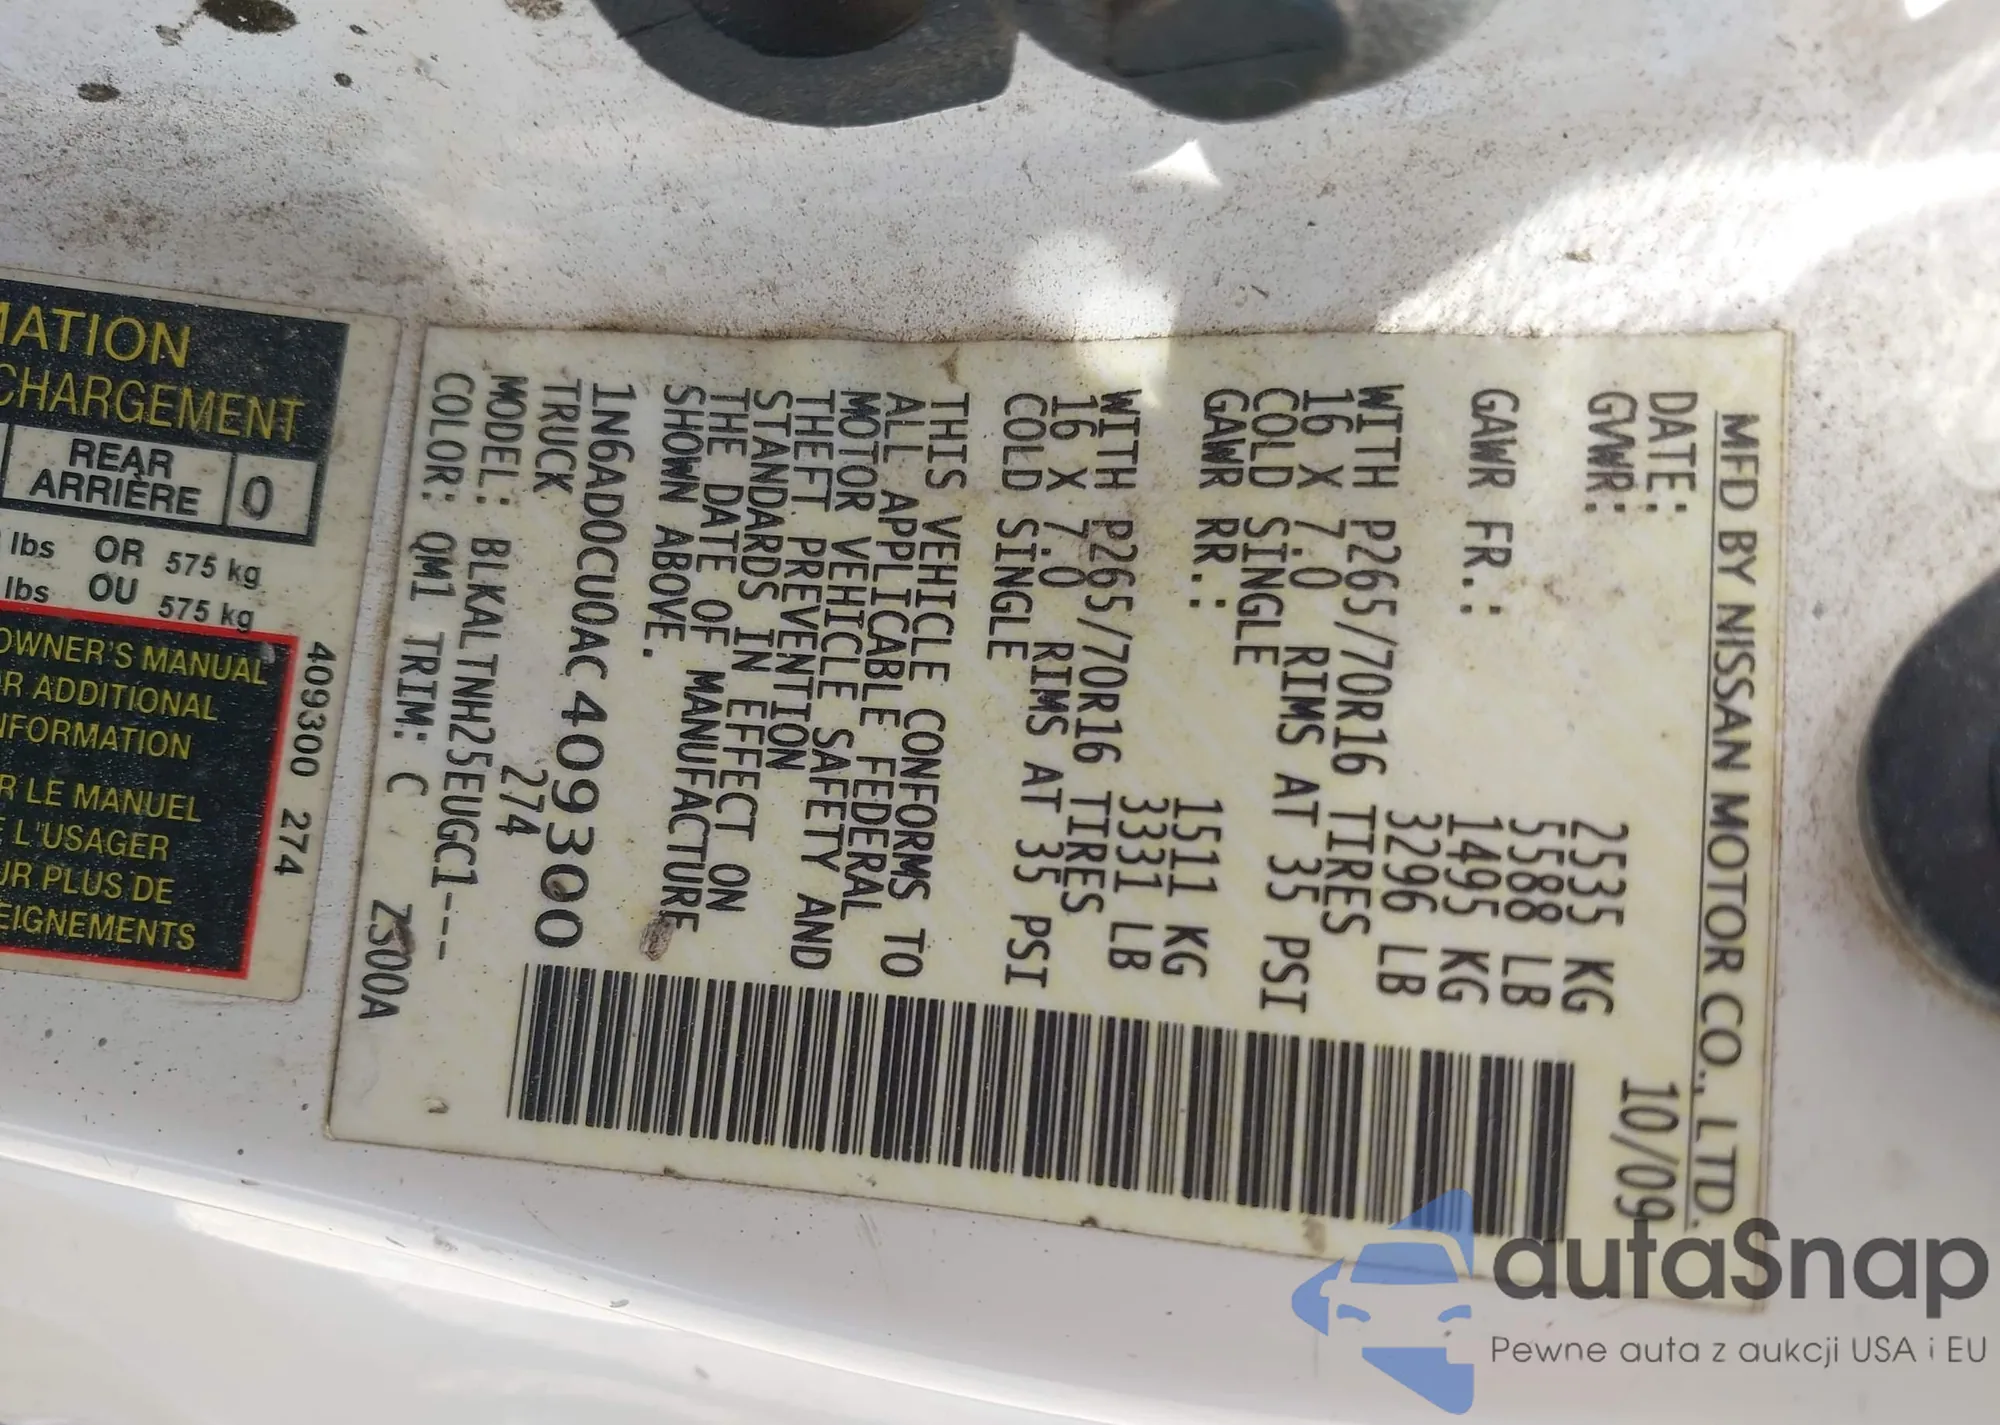 MFD BY NISSAN MOTOR CO., LTD.
DATE: 10/09
GVWR: 2535 KG
5588 LB
GAWR FR.: 1495 KG
3296 LB
WITH P265/70R16 TIRES
16 X 7.0 RIMS AT 35 PSI
COLD SINGLE
GAWR RR.: 1511 KG
3331 LB
WITH P265/70R16 TIRES
16 X 7.0 RIMS AT 35 PSI
COLD SINGLE
THIS VEHICLE CONFORMS TO
ALL APPLICABLE FEDERAL
MOTOR VEHICLE SAFETY AND
THEFT PREVENTION
STANDARDS IN EFFECT ON
THE DATE OF MANUFACTURE
SHOWN ABOVE.
1N6AD0CU0AC409300
TRUCK 274
MODEL: BLKALTNH25EUGC1---
COLOR: QM1 TRIM: C Z500A
MATION
CHARGEMENT
REAR
ARRIÈRE 0
lbs OR 575 kg
lbs OU 575 kg
OWNER'S MANUAL
OR ADDITIONAL
INFORMATION
R LE MANUEL
E L'USAGER
UR PLUS DE
EIGNEMENTS
409300 274
autaSnap
Pewne auta z aukcji USA i EU